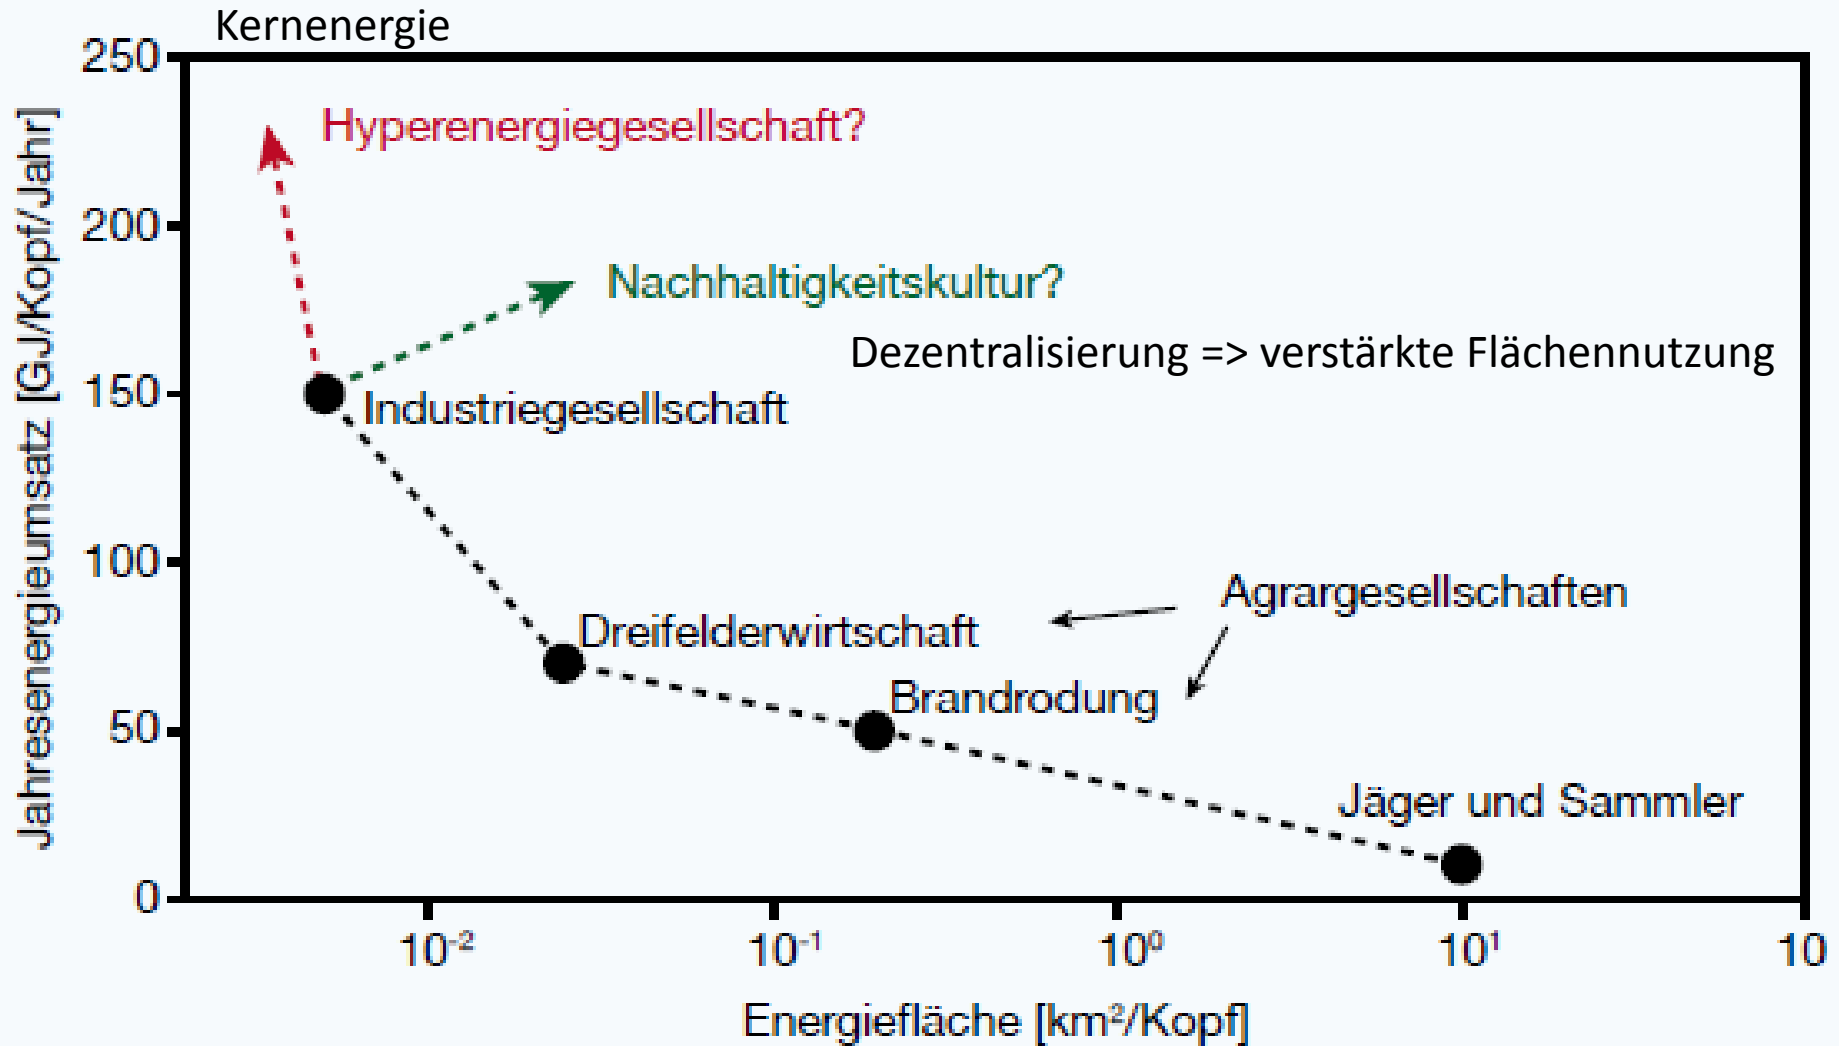 Kernenergie
250
Hyperenergiegesellschaft?
200
Nachhaltigkeitskultur?
Dezentralisierung => verstärkte Flächennutzung
150
Industriegesellschaft
100
Agrargesellschaften
Dreifelderwirtschaft
Brandrodung
50
Jäger und Sammler
0
Jahresenergieumsatz [GJ/Kopf/Jahr]
10⁻² 10⁻¹ 10⁰ 10¹ 10
Energiefläche [km²/Kopf]